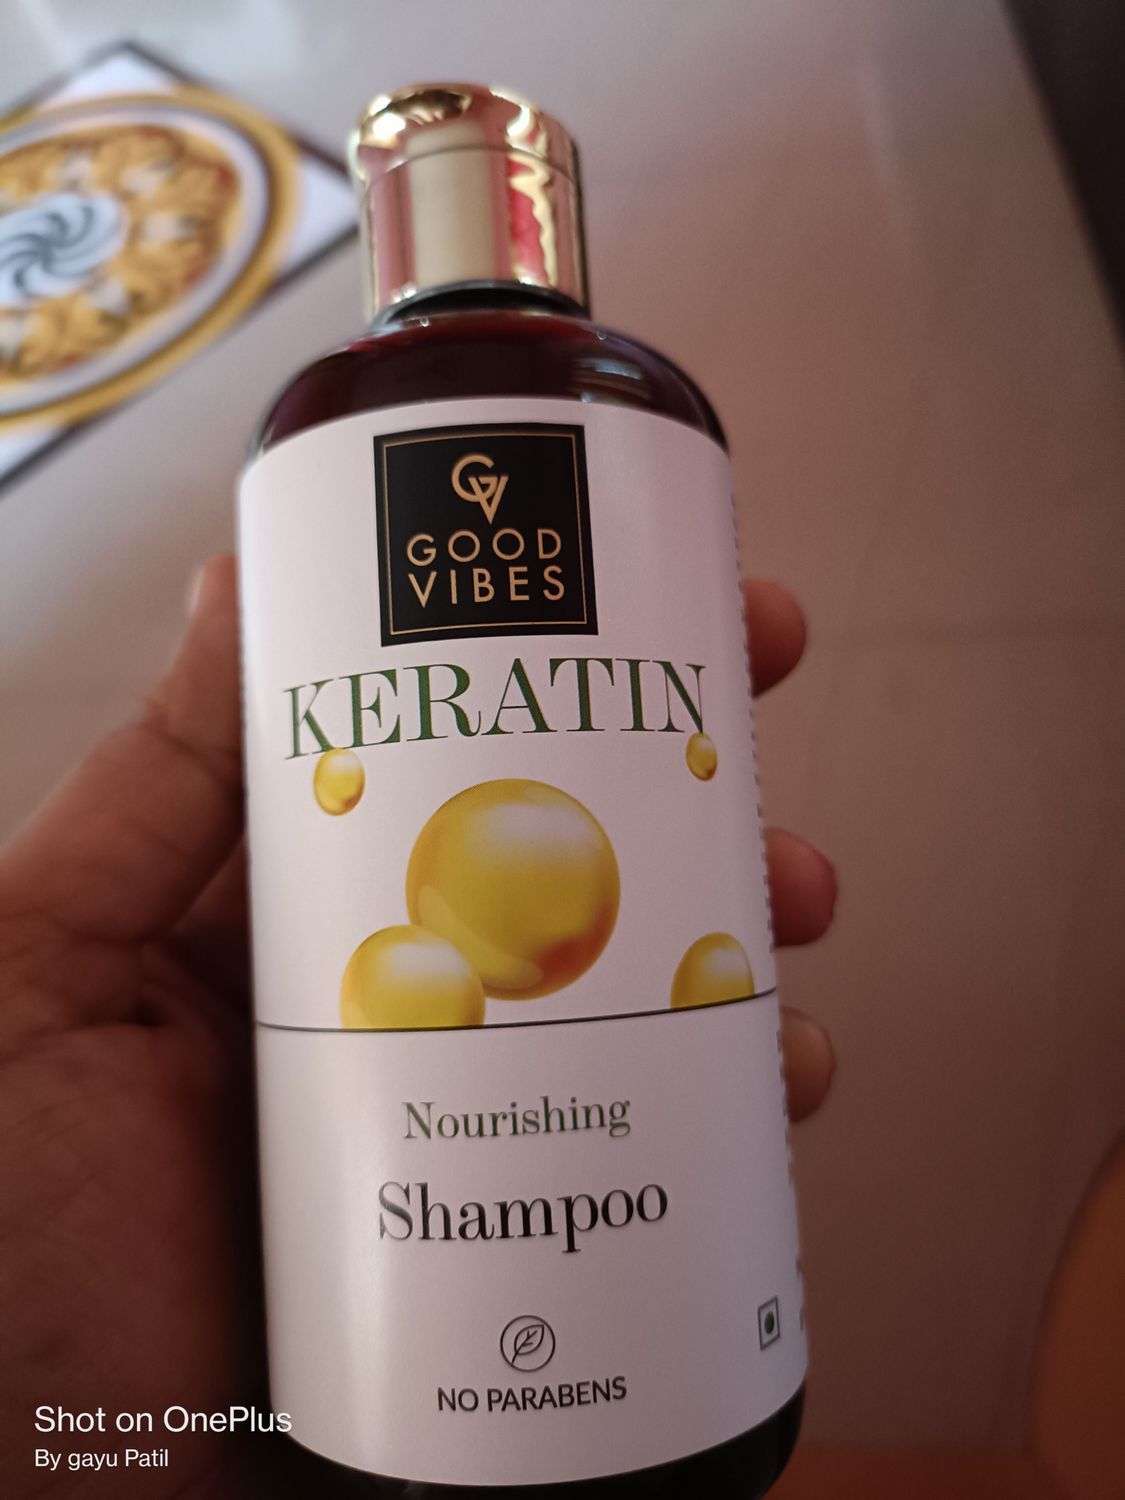 GV
GOOD
VIBES
KERATIN
Nourishing
Shampoo
NO PARABENS
Shot on OnePlus
By gayu Patil